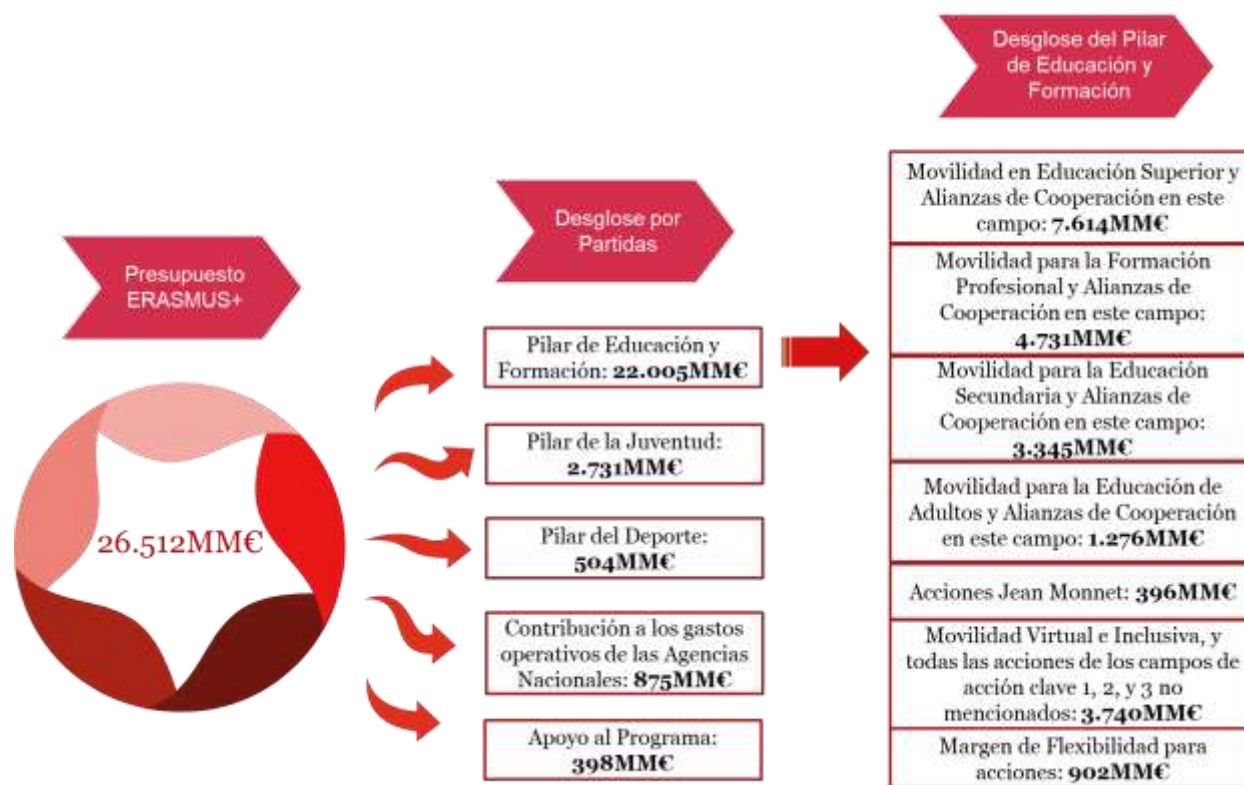 Presupuesto
ERASMUS+
26.512MM€
Desglose por
Partidas
Pilar de Educación y
Formación: 22.005MM€
Pilar de la Juventud:
2.731MM€
Pilar del Deporte:
504MM€
Contribución a los gastos
operativos de las Agencias
Nacionales: 875MM€
Apoyo al Programa:
398MM€
Desglose del Pilar
de Educación y
Formación
Movilidad en Educación Superior y
Alianzas de Cooperación en este
campo: 7.614MM€
Movilidad para la Formación
Profesional y Alianzas de
Cooperación en este campo:
4.731MM€
Movilidad para la Educación
Secundaria y Alianzas de
Cooperación en este campo:
3.345MM€
Movilidad para la Educación de
Adultos y Alianzas de Cooperación
en este campo: 1.276MM€
Acciones Jean Monnet: 396MM€
Movilidad Virtual e Inclusiva, y
todas las acciones de los campos de
acción clave 1, 2, y 3 no
mencionados: 3.740MM€
Margen de Flexibilidad para
acciones: 902MM€